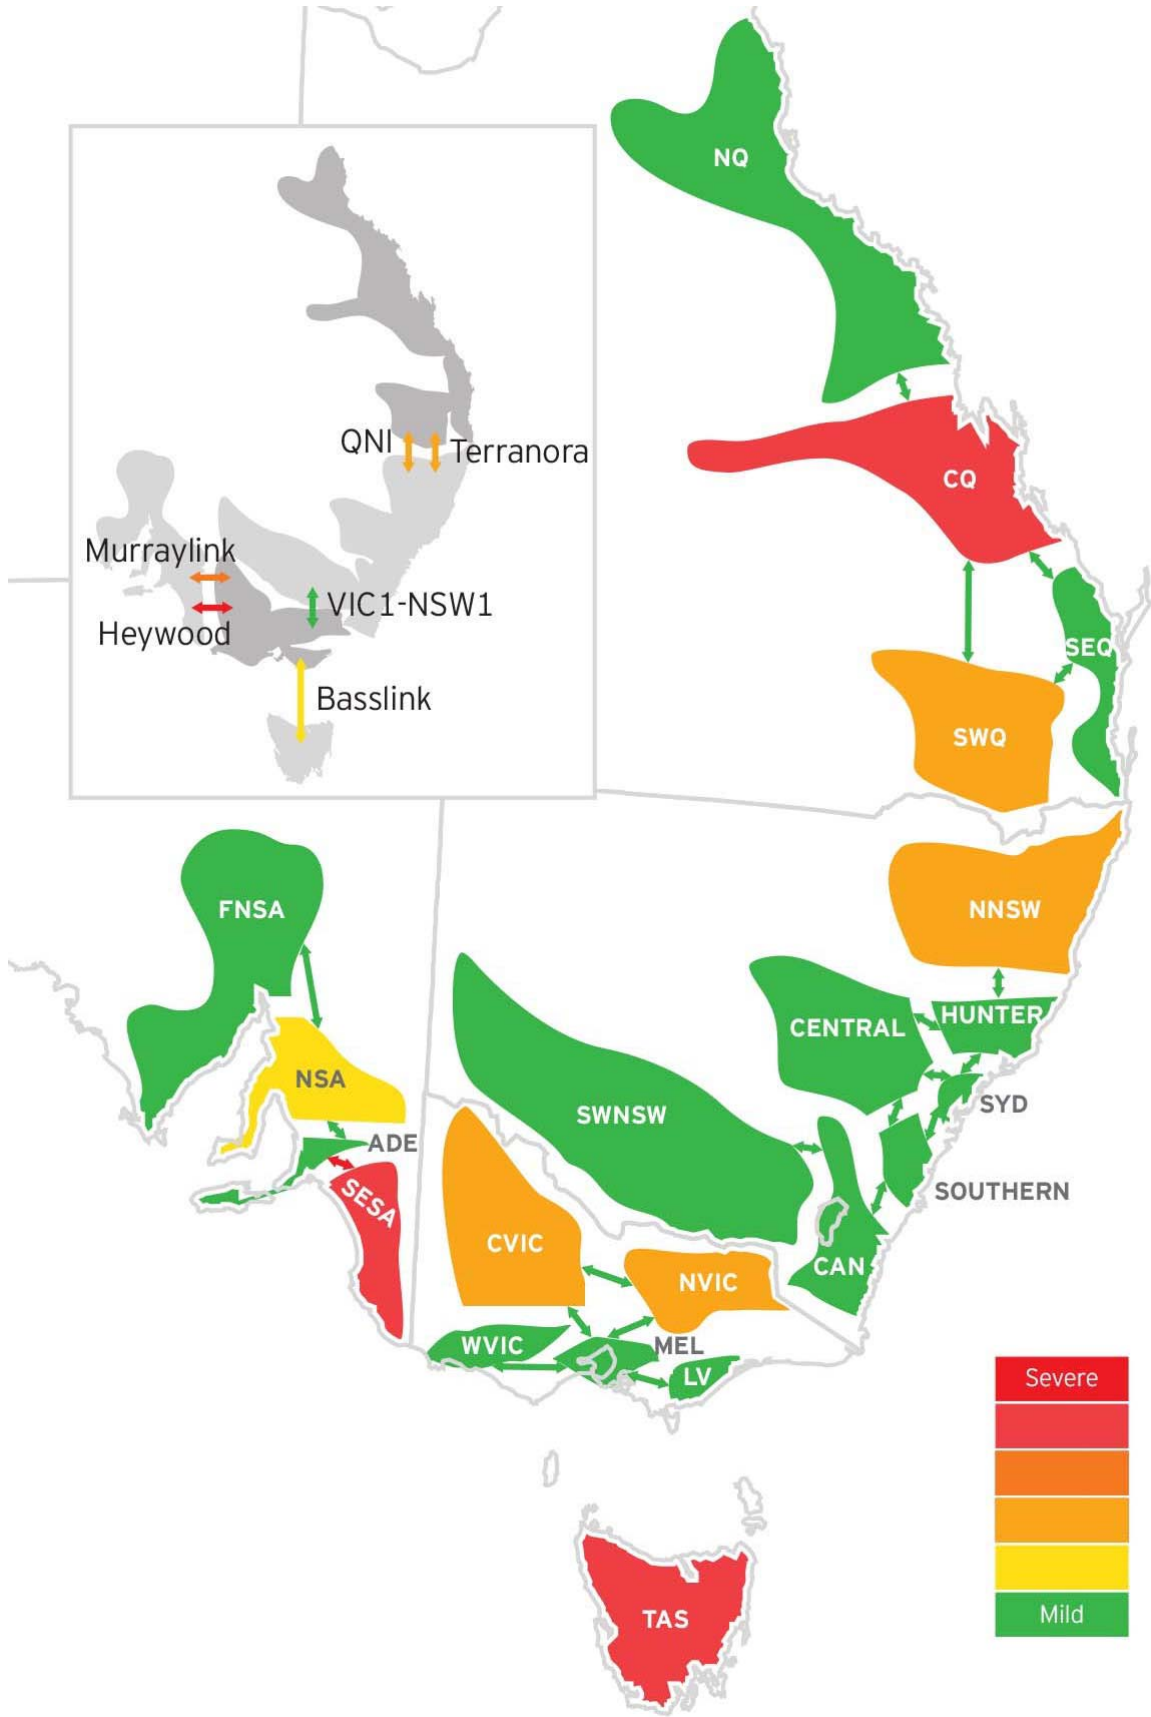 NQ
QNI
Terranora
CQ
Murraylink
VIC1-NSW1
Heywood
SEQ
Basslink
SWQ
FNSA
NNSW
CENTRAL
HUNTER
NSA
SYD
SWNSW
ADE
SESA
SOUTHERN
CVIC
CAN
NVIC
WVIC
MEL
LV
Severe
Mild
TAS